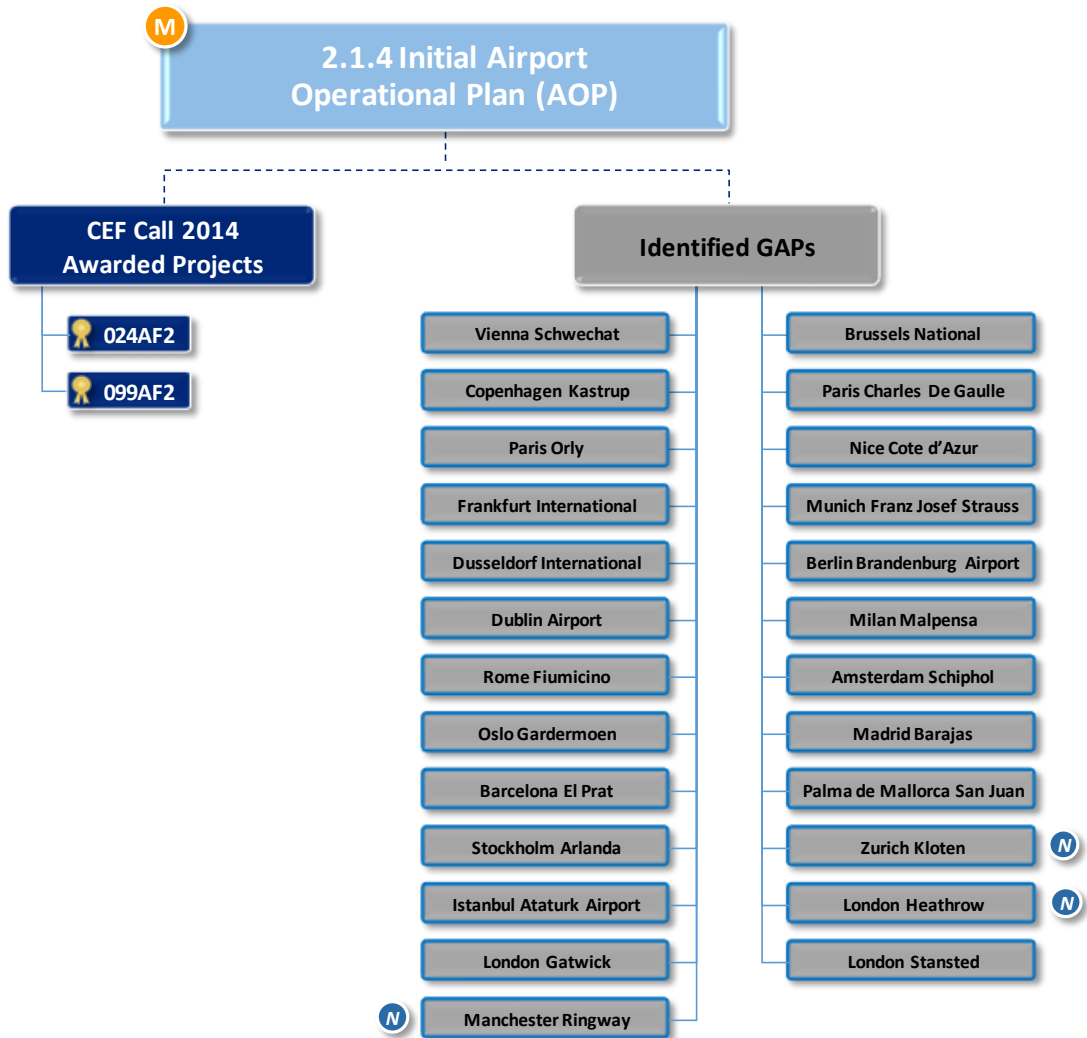 M
2.1.4 Initial Airport
Operational Plan (AOP)
CEF Call 2014
Awarded Projects
024AF2
099AF2
Identified GAPs
Vienna Schwechat
Brussels National
Copenhagen Kastrup
Paris Charles De Gaulle
Paris Orly
Nice Cote d’Azur
Frankfurt International
Munich Franz Josef Strauss
Dusseldorf International
Berlin Brandenburg Airport
Dublin Airport
Milan Malpensa
Rome Fiumicino
Amsterdam Schiphol
Oslo Gardermoen
Madrid Barajas
Barcelona El Prat
Palma de Mallorca San Juan
Stockholm Arlanda
Zurich Kloten
N
Istanbul Ataturk Airport
London Heathrow
N
London Gatwick
London Stansted
N
Manchester Ringway